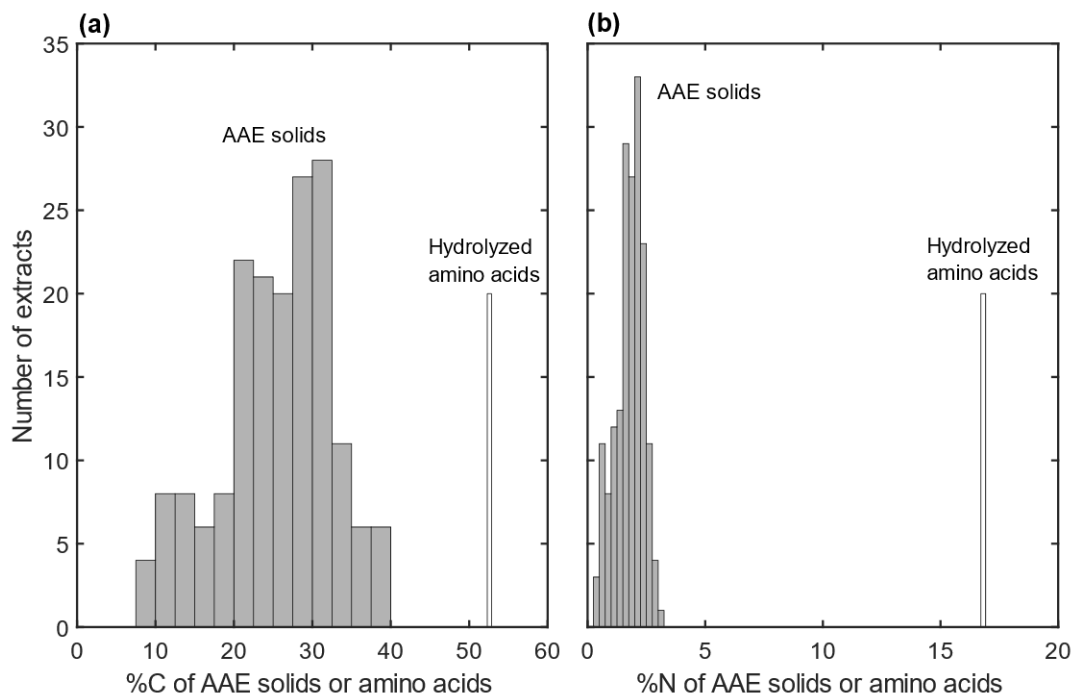 (a)
35
30
25
20
15
10
5
0
Number of extracts
AAE solids
Hydrolyzed
amino acids
0 10 20 30 40 50 60
%C of AAE solids or amino acids
(b)
AAE solids
Hydrolyzed
amino acids
0 5 10 15 20
%N of AAE solids or amino acids